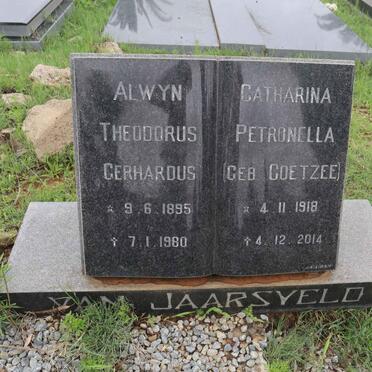 ALWYN
THEODORUS
GERHARDUS
* 9.6.1895
† 7.1.1980
CATHARINA
PETRONELLA
(GEB COETZEE)
* 4.11.1918
† 4.12.2014
VAN JAARSVELD